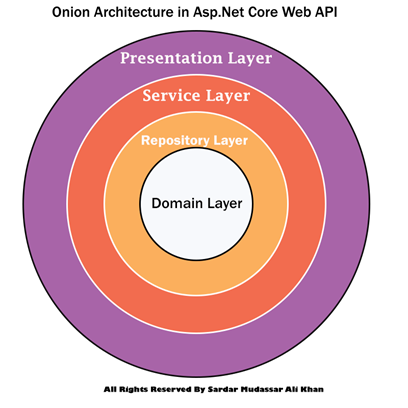 Onion Architecture in Asp.Net Core Web API
Presentation Layer
Service Layer
Repository Layer
Domain Layer
All Rights Reserved By Sardar Mudassar Ali Khan